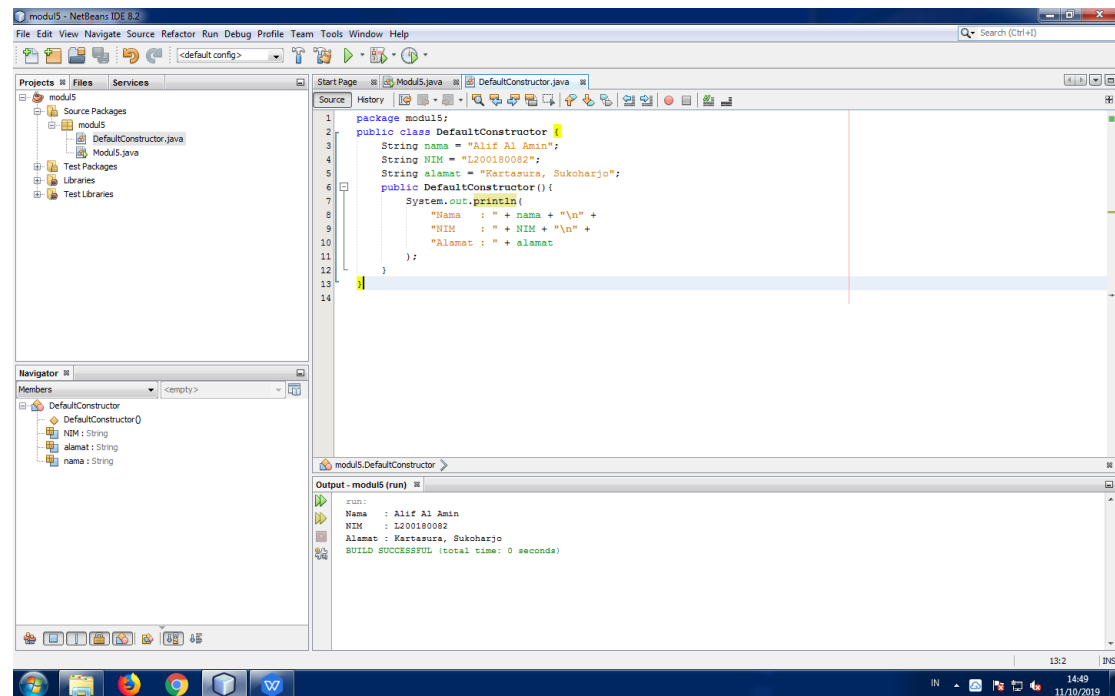 modul5 - NetBeans IDE 8.2
File Edit View Navigate Source Refactor Run Debug Profile Team Tools Window Help
Search (Ctrl+I)
<default config>
Projects Files Services
modul5
Source Packages
modul5
DefaultConstructor.java
Modul5.java
Test Packages
Libraries
Test Libraries
Start Page Modul5.java DefaultConstructor.java
Source History
1 package modul5;
2 public class DefaultConstructor {
3 String nama = "Alif Al Amin";
4 String NIM = "L200180082";
5 String alamat = "Kartasura, Sukoharjo";
6 public DefaultConstructor(){
7 System.out.println(
8 "Nama   : " + nama + "\n" +
9 "NIM    : " + NIM + "\n" +
10 "Alamat : " + alamat
11 );
12 }
13 }
14
Navigator
Members <empty>
DefaultConstructor
DefaultConstructor()
NIM : String
alamat : String
nama : String
modul5.DefaultConstructor
Output - modul5 (run)
run:
Nama   : Alif Al Amin
NIM    : L200180082
Alamat : Kartasura, Sukoharjo
BUILD SUCCESSFUL (total time: 0 seconds)
13:2 INS
IN 14:49
11/10/2019